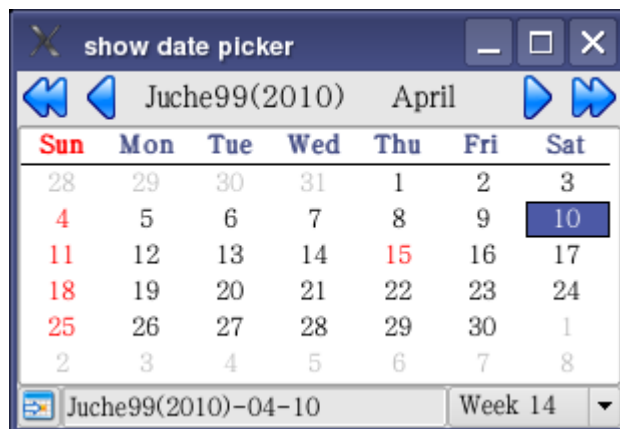 show date picker
Juche99(2010) April
Sun Mon Tue Wed Thu Fri Sat
28 29 30 31 1 2 3
4 5 6 7 8 9 10
11 12 13 14 15 16 17
18 19 20 21 22 23 24
25 26 27 28 29 30 1
2 3 4 5 6 7 8
Juche99(2010)-04-10 Week 14